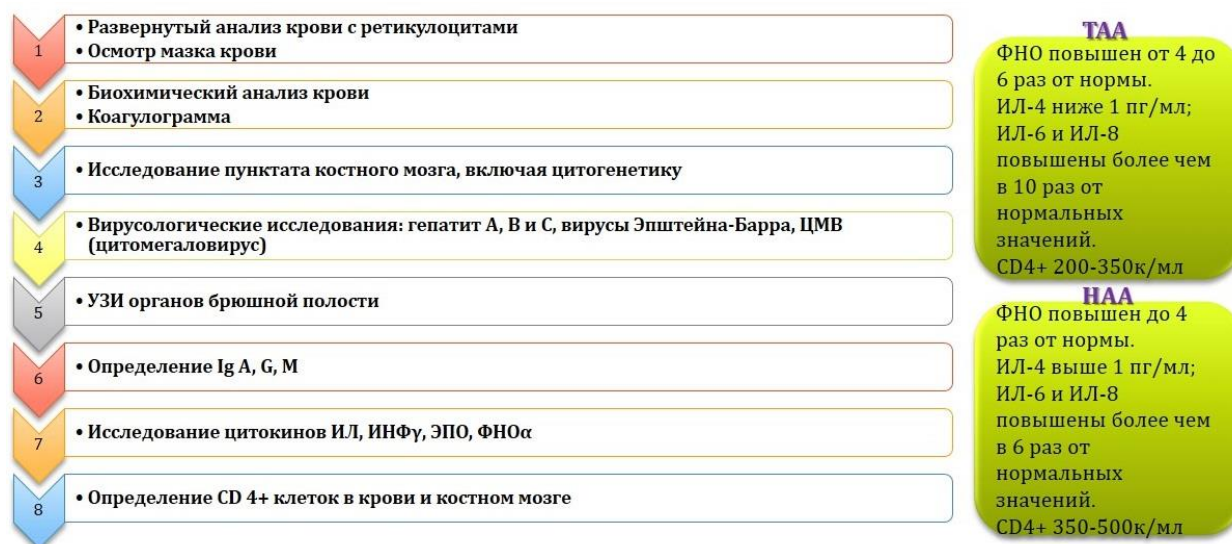 1
• Развернутый анализ крови с ретикулоцитами
• Осмотр мазка крови
2
• Биохимический анализ крови
• Коагулограмма
3
• Исследование пунктата костного мозга, включая цитогенетику
4
• Вирусологические исследования: гепатит А, В и С, вирусы Эпштейна-Барра, ЦМВ
(цитомегаловирус)
5
• УЗИ органов брюшной полости
6
• Определение Ig A, G, M
7
• Исследование цитокинов ИЛ, ИНФγ, ЭПО, ФНОα
8
• Определение CD 4+ клеток в крови и костном мозге
ТАА
ФНО повышен от 4 до
6 раз от нормы.
ИЛ-4 ниже 1 пг/мл;
ИЛ-6 и ИЛ-8
повышены более чем
в 10 раз от
нормальных
значений.
CD4+ 200-350к/мл
НАА
ФНО повышен до 4
раз от нормы.
ИЛ-4 выше 1 пг/мл;
ИЛ-6 и ИЛ-8
повышены более чем
в 6 раз от
нормальных
значений.
CD4+ 350-500к/мл